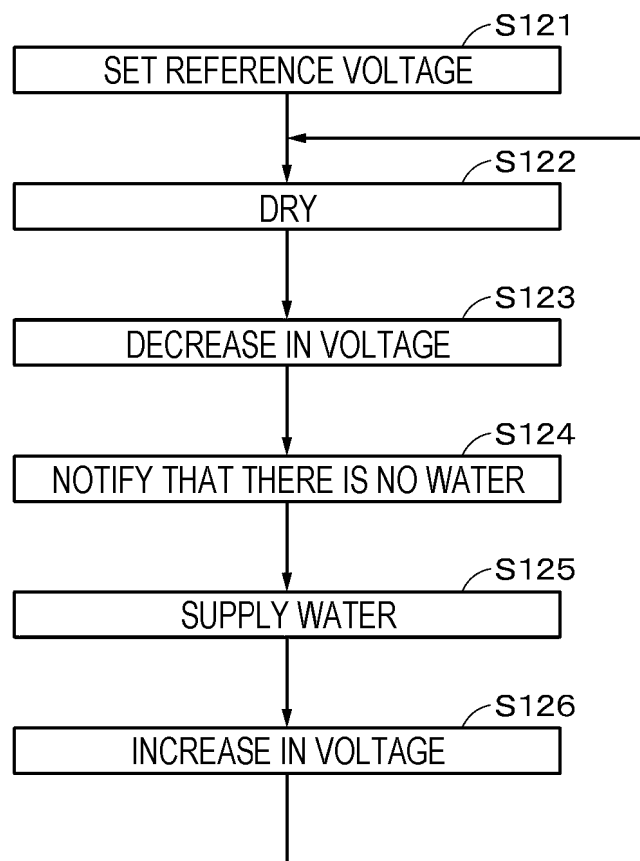 S121
SET REFERENCE VOLTAGE
S122
DRY
S123
DECREASE IN VOLTAGE
S124
NOTIFY THAT THERE IS NO WATER
S125
SUPPLY WATER
S126
INCREASE IN VOLTAGE